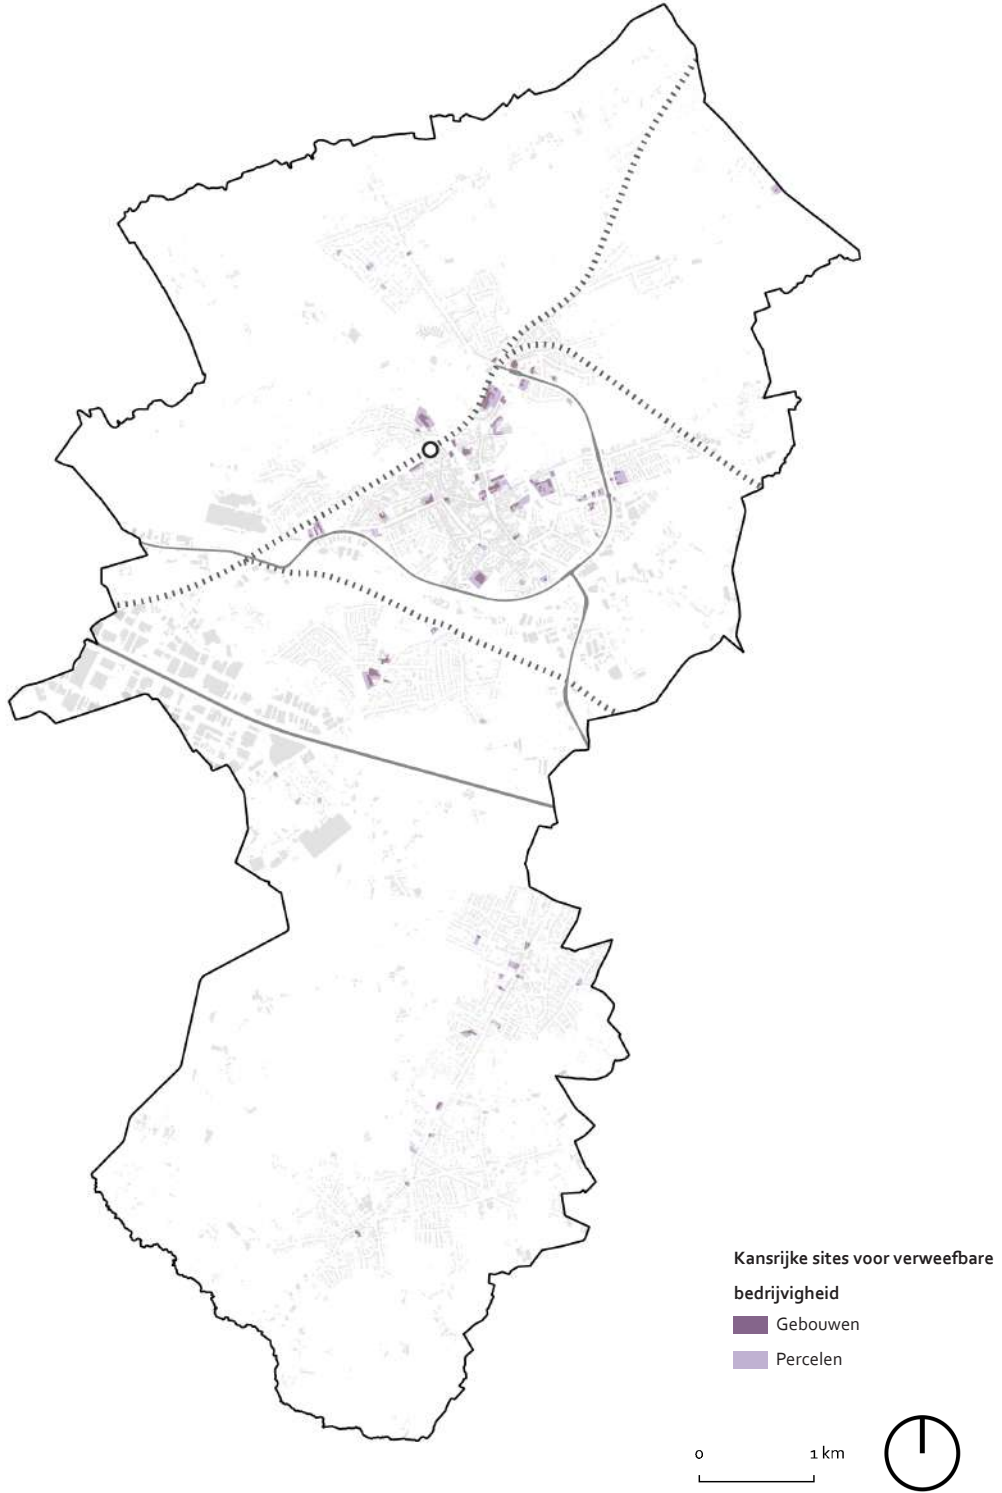 Kansrijke sites voor verweefbare
bedrijvigheid
Gebouwen
Percelen
0 1 km